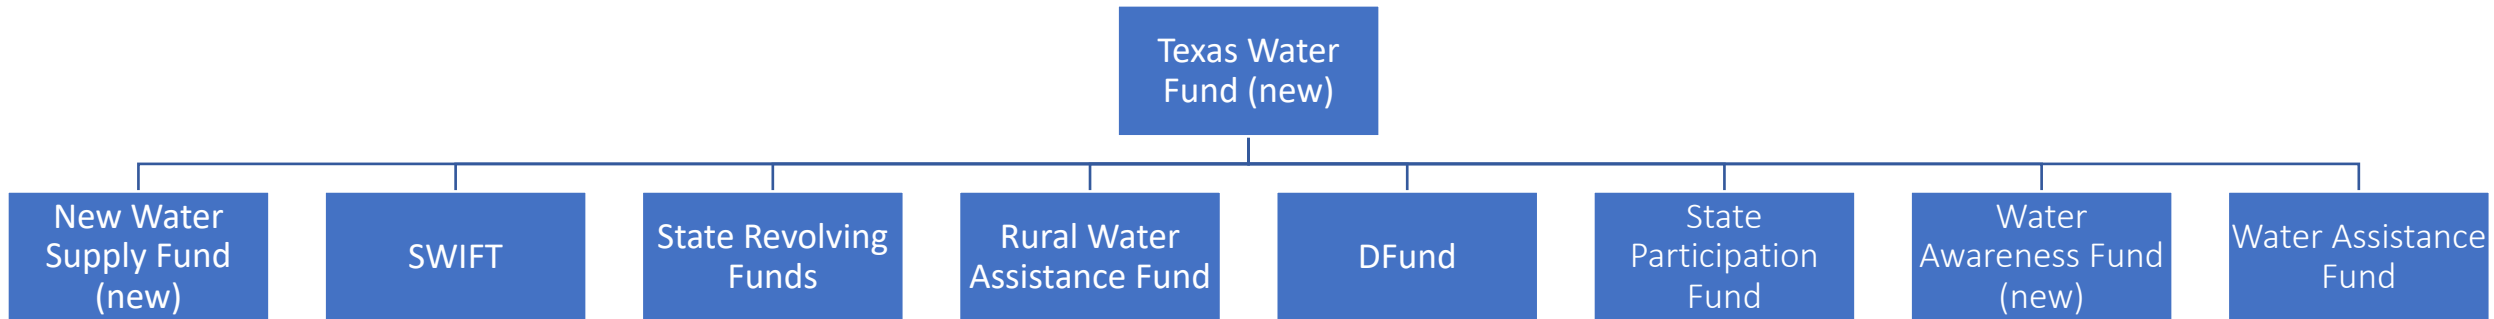 Texas Water
Fund (new)
New Water
Supply Fund
(new)
SWIFT
State Revolving
Funds
Rural Water
Assistance Fund
DFund
State
Participation
Fund
Water
Awareness Fund
(new)
Water Assistance
Fund